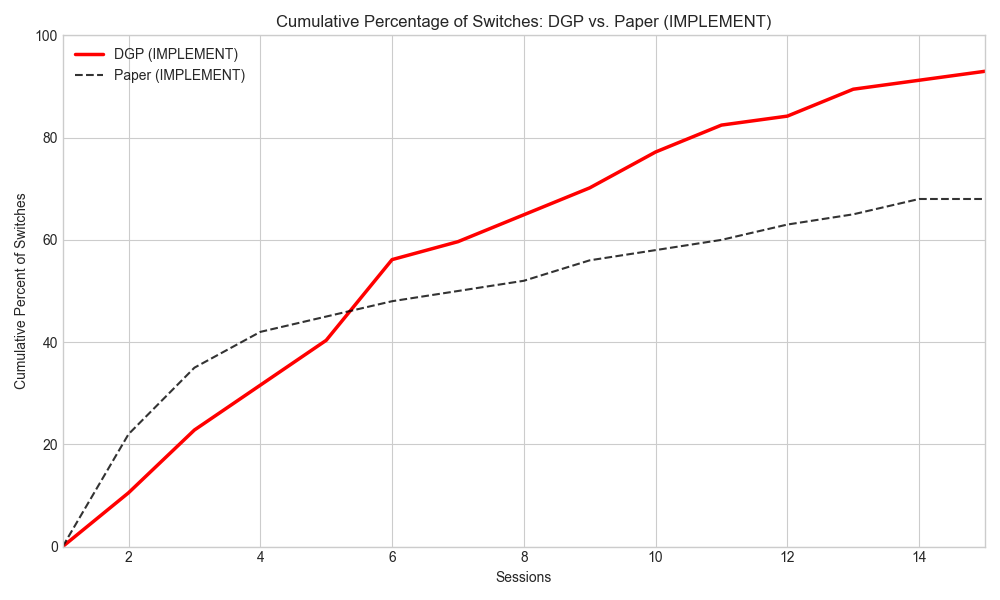 Cumulative Percentage of Switches: DGP vs. Paper (IMPLEMENT)
DGP (IMPLEMENT)
Paper (IMPLEMENT)
Cumulative Percent of Switches
100
80
60
40
20
0
2 4 6 8 10 12 14
Sessions